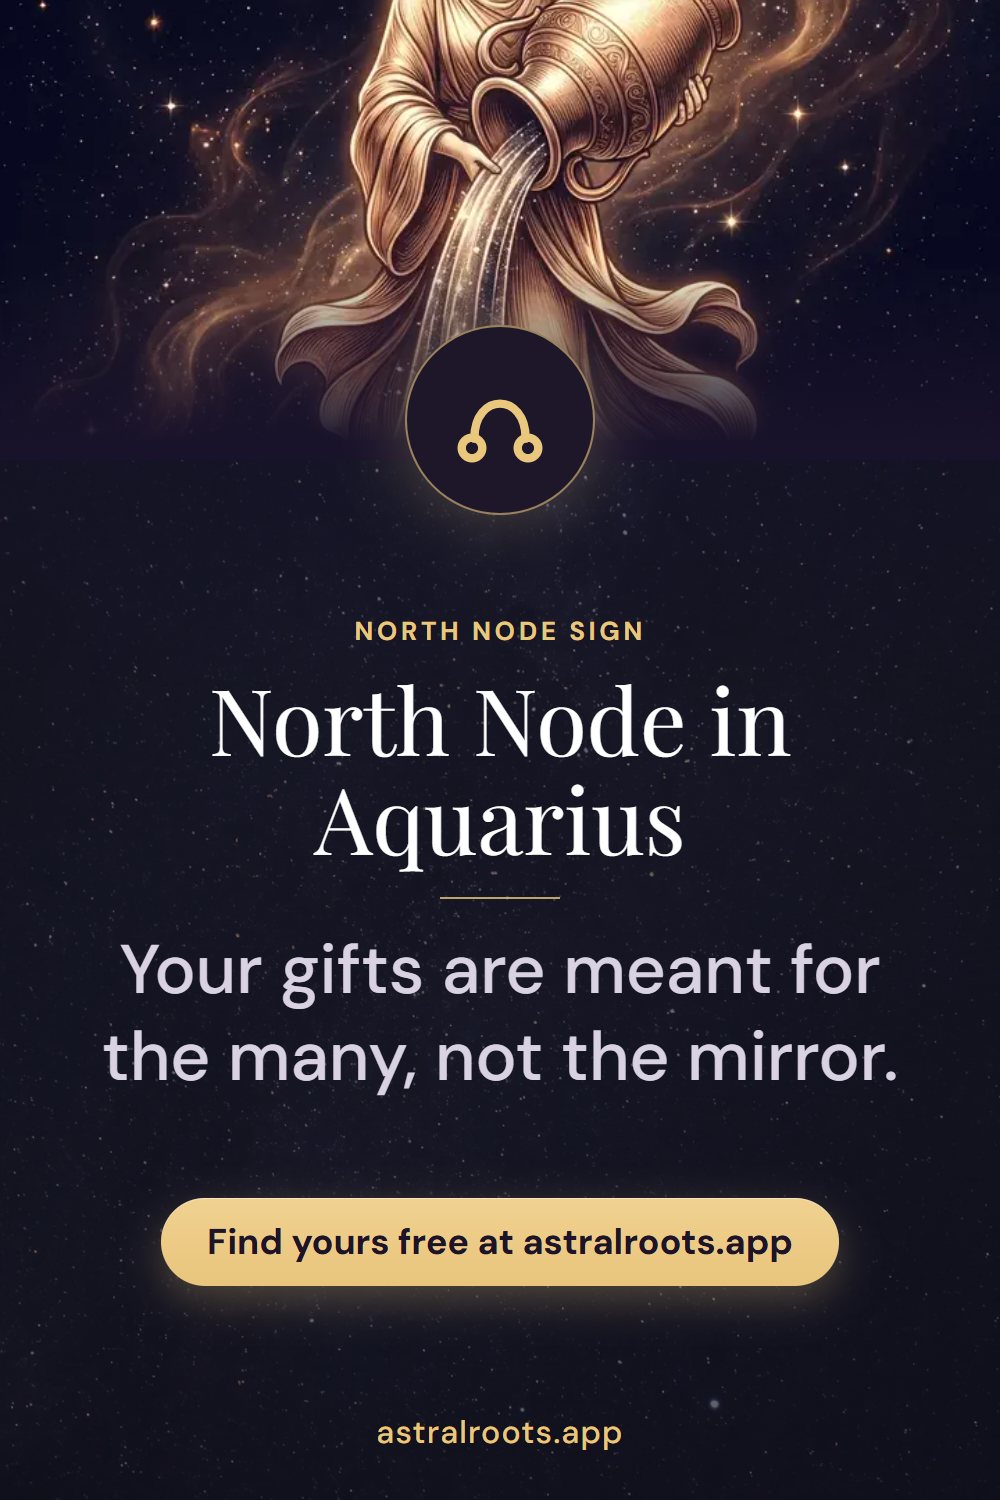 NORTH NODE SIGN
North Node in
Aquarius
Your gifts are meant for
the many, not the mirror.
Find yours free at astralroots.app
astralroots.app